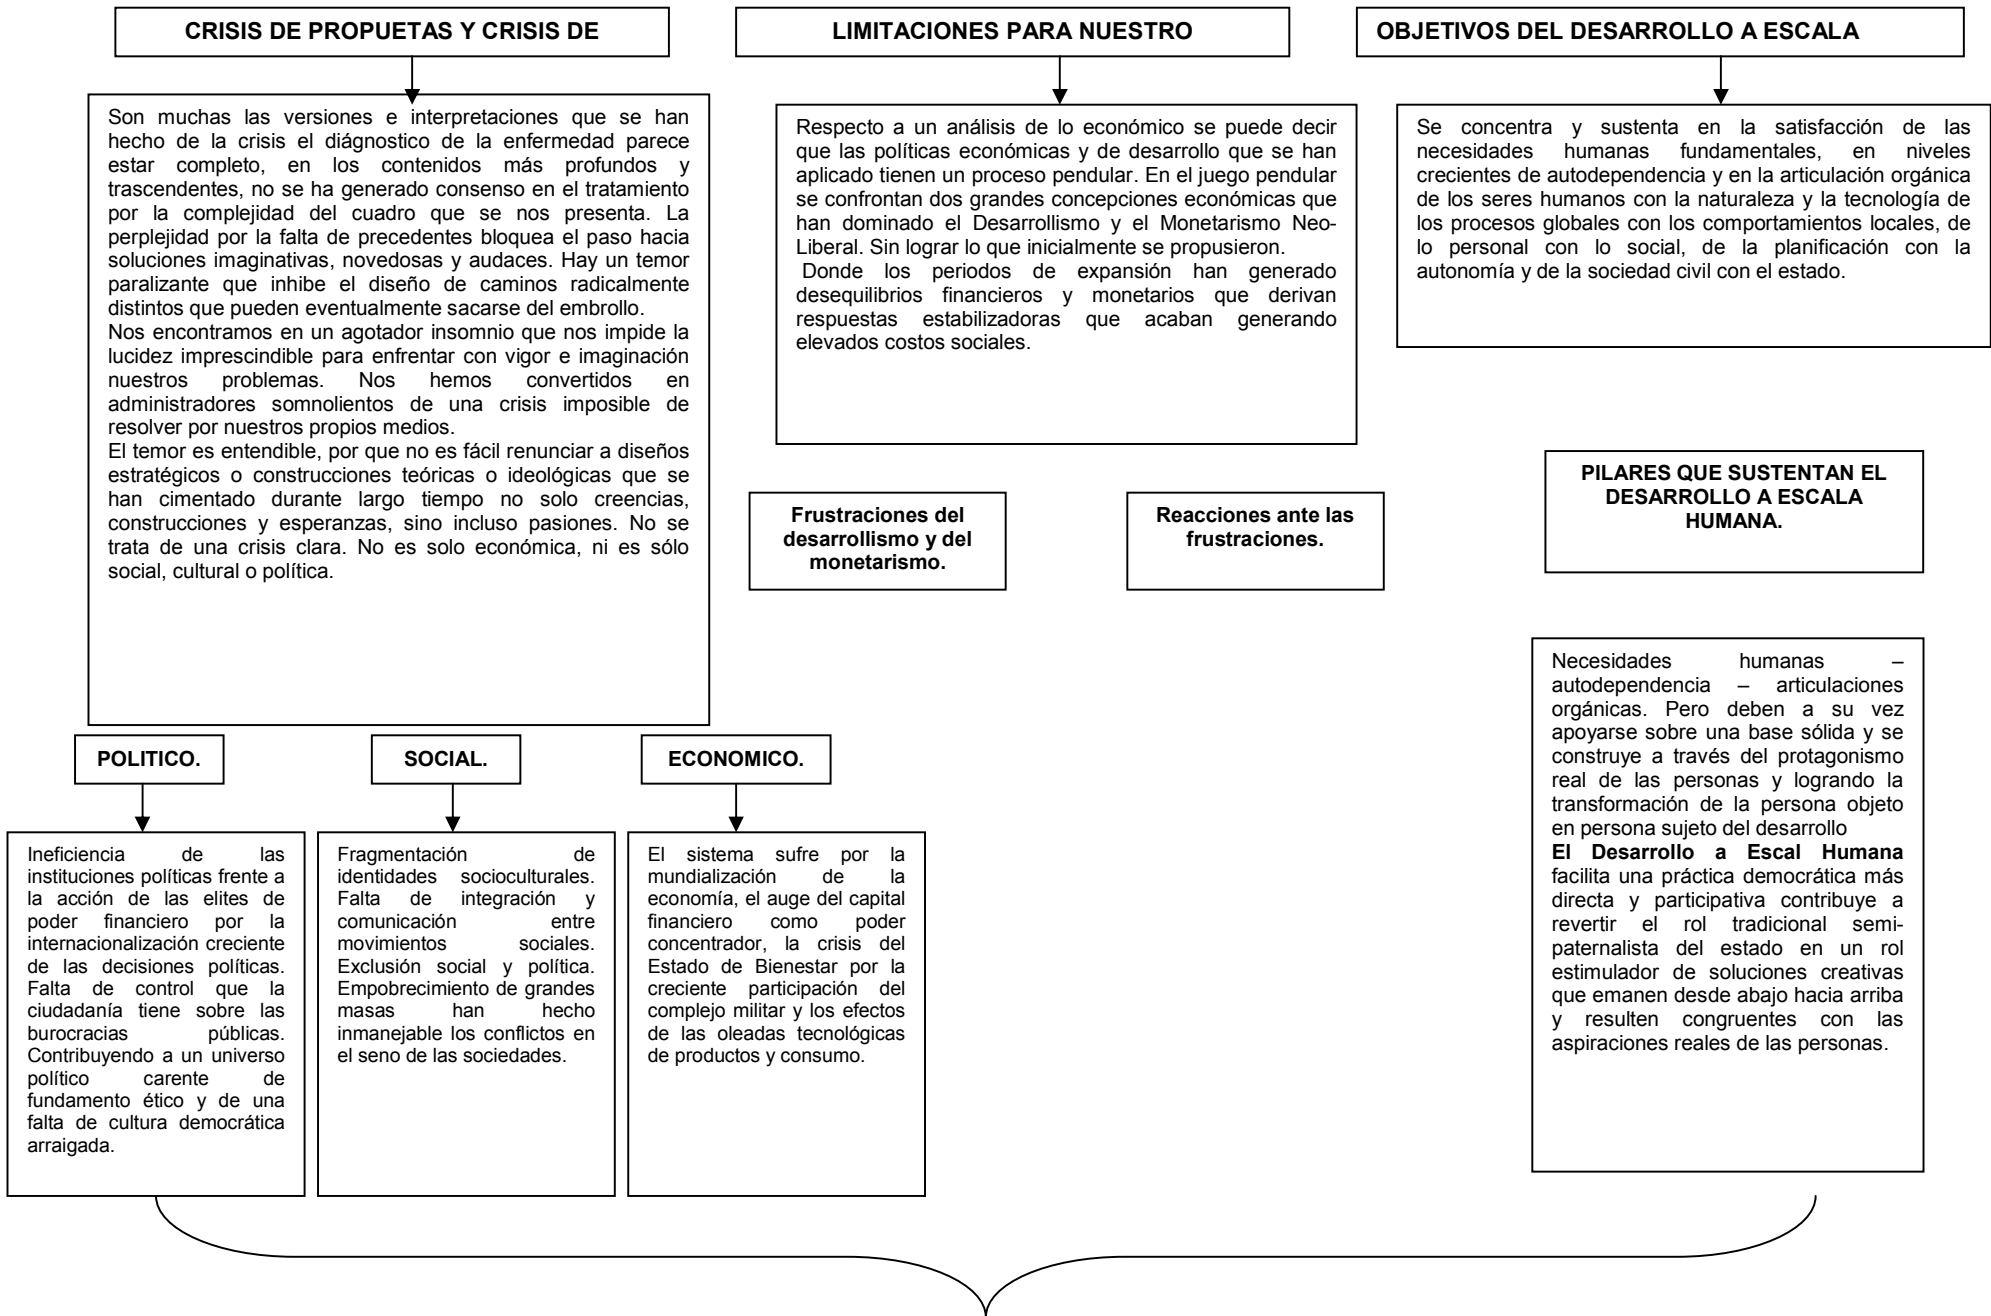 CRISIS DE PROPUETAS Y CRISIS DE
Son muchas las versiones e interpretaciones que se han
hecho de la crisis el diágnostico de la enfermedad parece
estar completo, en los contenidos más profundos y
trascendentes, no se ha generado consenso en el tratamiento
por la complejidad del cuadro que se nos presenta. La
perplejidad por la falta de precedentes bloquea el paso hacia
soluciones imaginativas, novedosas y audaces. Hay un temor
paralizante que inhibe el diseño de caminos radicalmente
distintos que pueden eventualmente sacarse del embrollo.
Nos encontramos en un agotador insomnio que nos impide la
lucidez imprescindible para enfrentar con vigor e imaginación
nuestros problemas. Nos hemos convertidos en
administradores somnolientos de una crisis imposible de
resolver por nuestros propios medios.
El temor es entendible, por que no es fácil renunciar a diseños
estratégicos o construcciones teóricas o ideológicas que se
han cimentado durante largo tiempo no solo creencias,
construcciones y esperanzas, sino incluso pasiones. No se
trata de una crisis clara. No es solo económica, ni es sólo
social, cultural o política.
LIMITACIONES PARA NUESTRO
Respecto a un análisis de lo económico se puede decir
que las políticas económicas y de desarrollo que se han
aplicado tienen un proceso pendular. En el juego pendular
se confrontan dos grandes concepciones económicas que
han dominado el Desarrollismo y el Monetarismo Neo-
Liberal. Sin lograr lo que inicialmente se propusieron.
Donde los periodos de expansión han generado
desequilibrios financieros y monetarios que derivan
respuestas estabilizadoras que acaban generando
elevados costos sociales.
OBJETIVOS DEL DESARROLLO A ESCALA
Se concentra y sustenta en la satisfacción de las
necesidades humanas fundamentales, en niveles
crecientes de autodependencia y en la articulación orgánica
de los seres humanos con la naturaleza y la tecnología de
los procesos globales con los comportamientos locales, de
lo personal con lo social, de la planificación con la
autonomía y de la sociedad civil con el estado.
Frustraciones del
desarrollismo y del
monetarismo.
Reacciones ante las
frustraciones.
PILARES QUE SUSTENTAN EL
DESARROLLO A ESCALA
HUMANA.
Necesidades humanas –
autodependencia – articulaciones
orgánicas. Pero deben a su vez
apoyarse sobre una base sólida y se
construye a través del protagonismo
real de las personas y logrando la
transformación de la persona objeto
en persona sujeto del desarrollo
El Desarrollo a Escal Humana
facilita una práctica democrática más
directa y participativa contribuye a
revertir el rol tradicional semi-
paternalista del estado en un rol
estimulador de soluciones creativas
que emanen desde abajo hacia arriba
y resulten congruentes con las
aspiraciones reales de las personas.
POLITICO.
Ineficiencia de las
instituciones políticas frente a
la acción de las elites de
poder financiero por la
internacionalización creciente
de las decisiones políticas.
Falta de control que la
ciudadanía tiene sobre las
burocracias públicas.
Contribuyendo a un universo
político carente de
fundamento ético y de una
falta de cultura democrática
arraigada.
SOCIAL.
Fragmentación de
identidades socioculturales.
Falta de integración y
comunicación entre
movimientos sociales.
Exclusión social y política.
Empobrecimiento de grandes
masas han hecho
inmanejable los conflictos en
el seno de las sociedades.
ECONOMICO.
El sistema sufre por la
mundialización de la
economía, el auge del capital
financiero como poder
concentrador, la crisis del
Estado de Bienestar por la
creciente participación del
complejo militar y los efectos
de las oleadas tecnológicas
de productos y consumo.